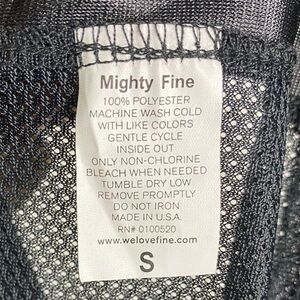 Mighty Fine
100% POLYESTER
MACHINE WASH COLD
WITH LIKE COLORS
GENTLE CYCLE
INSIDE OUT
ONLY NON-CHLORINE
BLEACH WHEN NEEDED
TUMBLE DRY LOW
REMOVE PROMPTLY
DO NOT IRON
MADE IN U.S.A.
RN# 0100520
www.welovefine.com
S